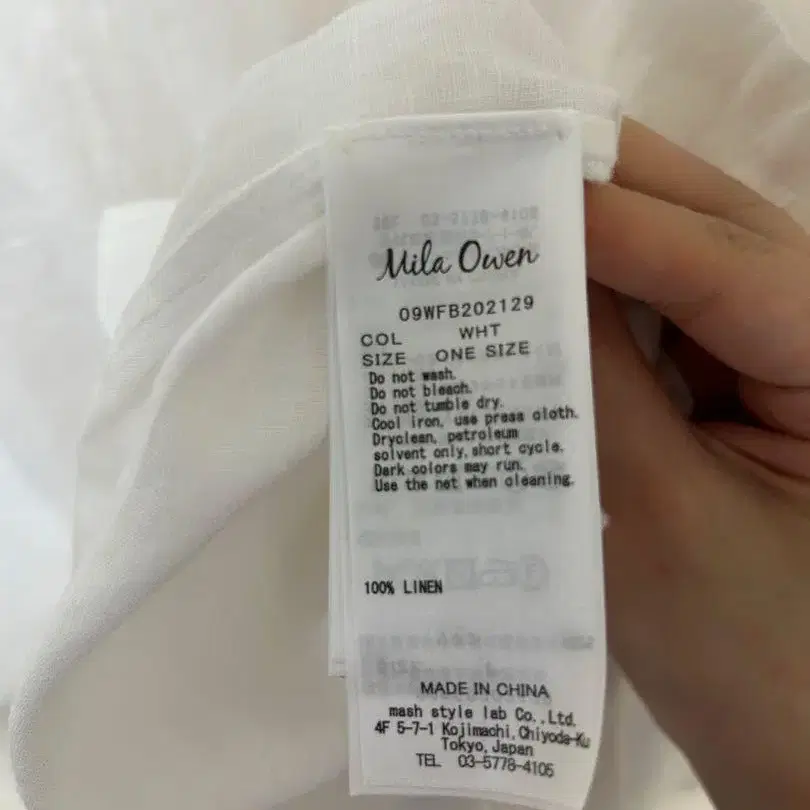 Mila Owen
09WFB202129
COL WHT
SIZE ONE SIZE
Do not wash.
Do not bleach.
Do not tumble dry.
Cool iron, use press cloth.
Dryclean, petroleum
solvent only, short cycle.
Dark colors may run.
Use the net when cleaning.
100% LINEN
MADE IN CHINA
mash style lab Co.,Ltd.
4F 5-7-1 Kojimachi, Chiyoda-Ku
Tokyo, Japan
TEL 03-5778-4105